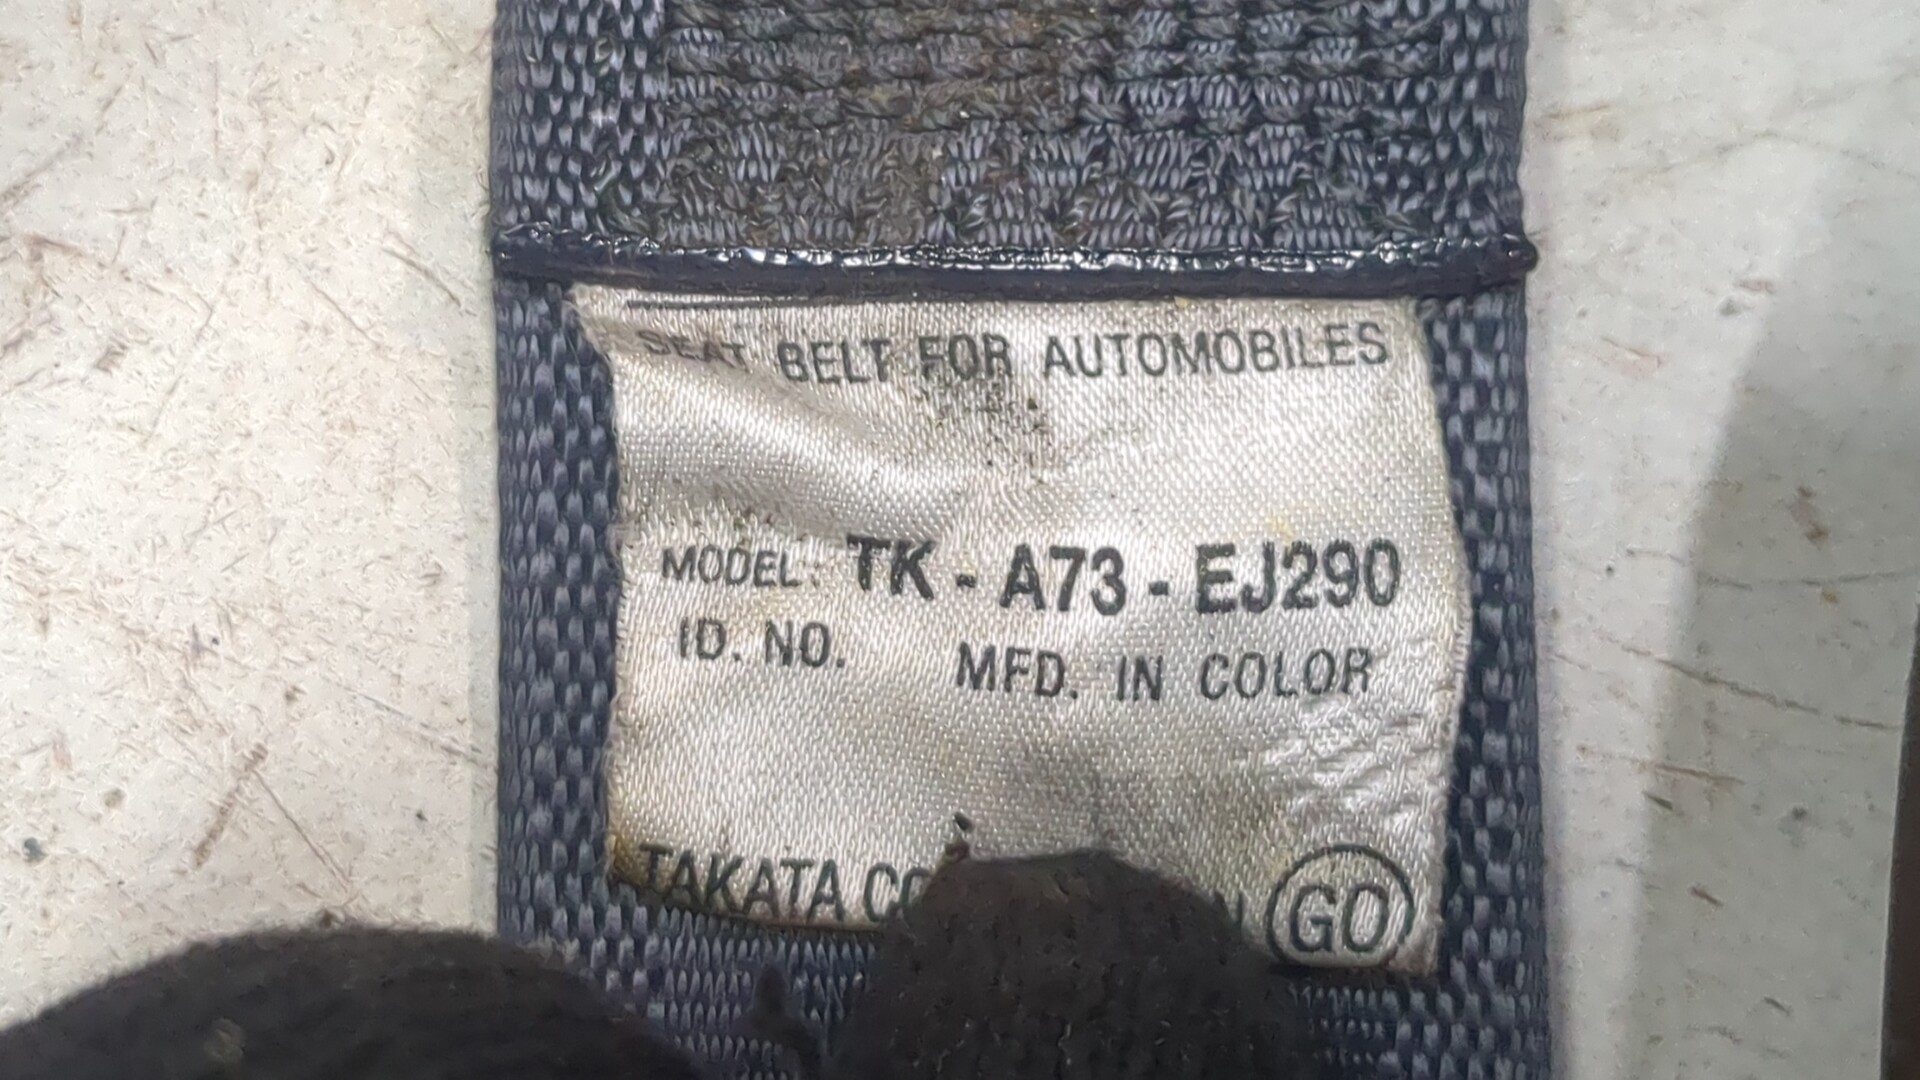 SEAT BELT FOR AUTOMOBILES
MODEL: TK - A73 - EJ290
ID. NO. MFD. IN COLOR
TAKATA GO